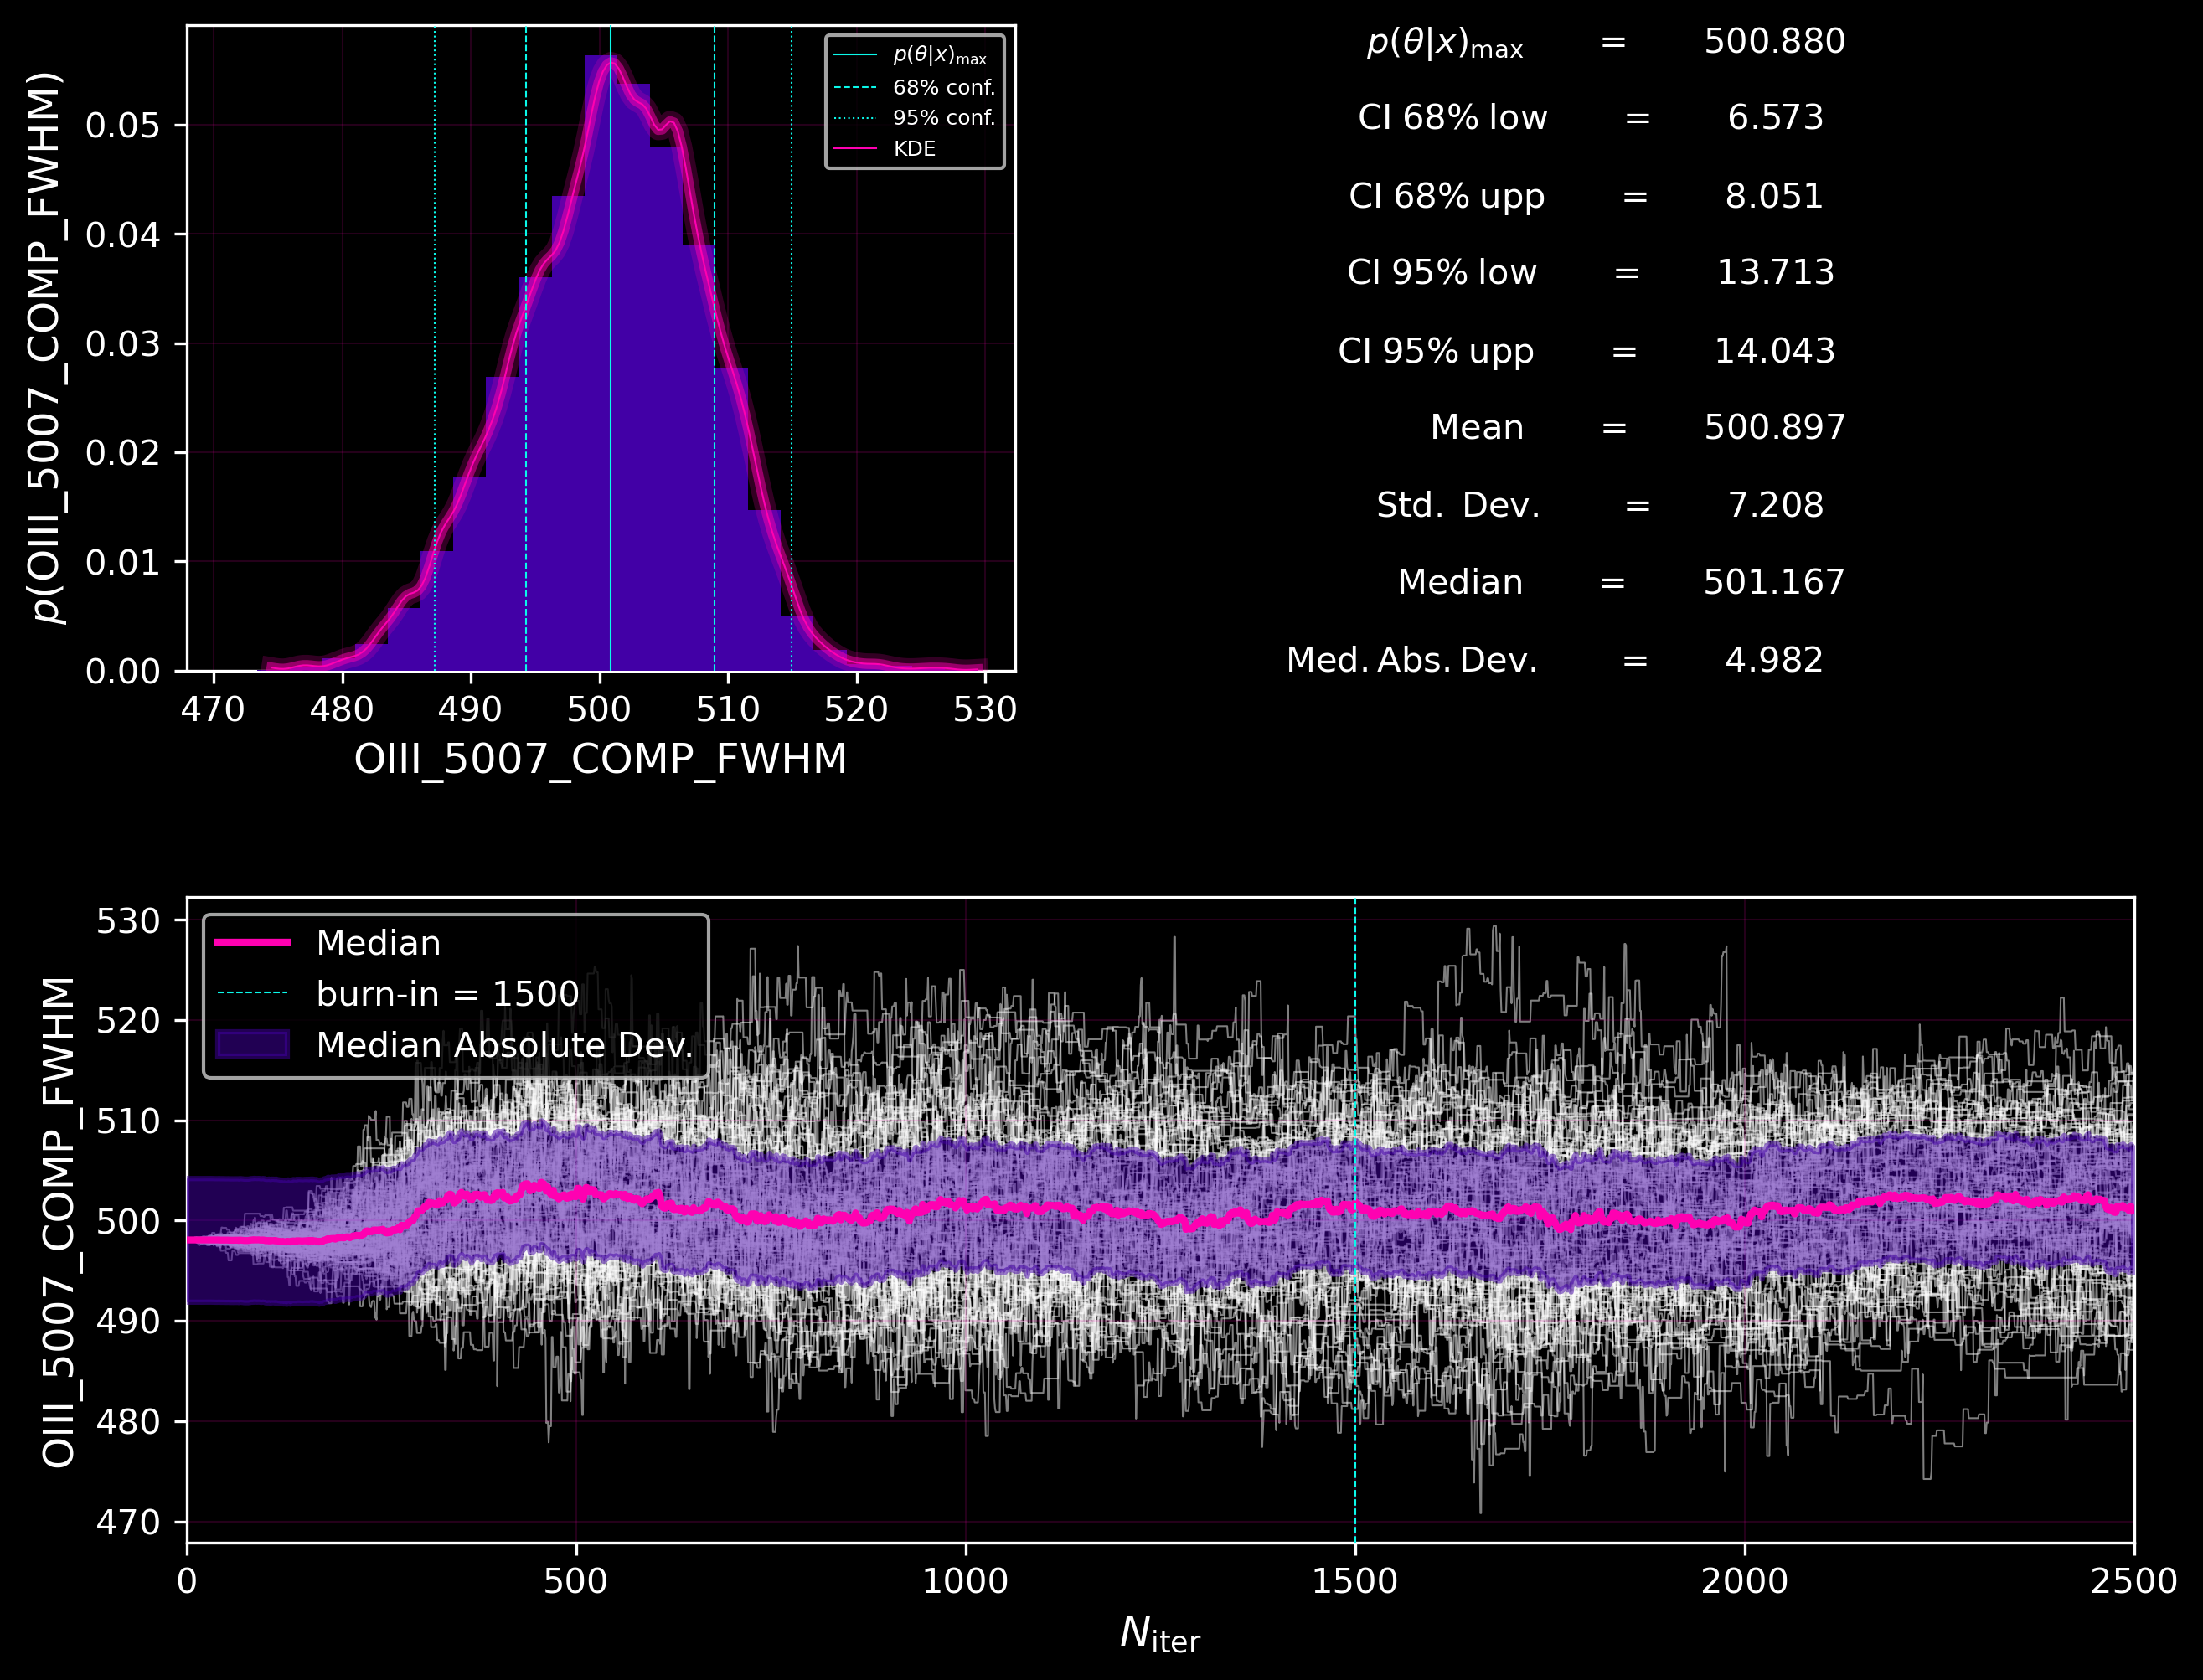 p(OIII_5007_COMP_FWHM)
0.05
0.04
0.03
0.02
0.01
0.00
470 480 490 500 510 520 530
OIII_5007_COMP_FWHM
p(θ|x)max
68% conf.
95% conf.
KDE
p(θ|x)max = 500.880
CI 68% low = 6.573
CI 68% upp = 8.051
CI 95% low = 13.713
CI 95% upp = 14.043
Mean = 500.897
Std. Dev. = 7.208
Median = 501.167
Med. Abs. Dev. = 4.982
OIII_5007_COMP_FWHM
530
520
510
500
490
480
470
Median
burn-in = 1500
Median Absolute Dev.
0 500 1000 1500 2000 2500
Niter